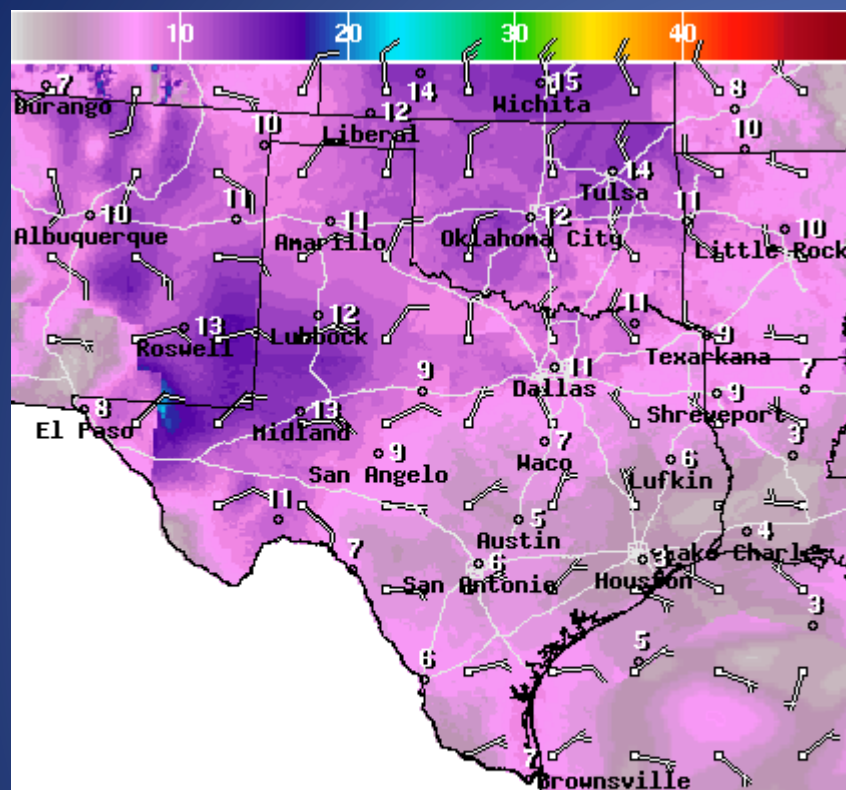 10 20 30 40
7 14 15 8
Durango Wichita
12
Liberal
10 10
14
Tulsa
10 11 11 12 11 10
Albuquerque Amarillo Oklahoma City Little Rock
13 12 11 9
Roswell Lubbock Texarkana
9 11 9 7
Dallas
8 13 Shreveport
El Paso Midland
9 7 6 3
San Angelo Waco Lufkin
11 5 4
Austin Lake Charles
7 6 3
San Antonio Houston
3
6 5
7
Brownsville